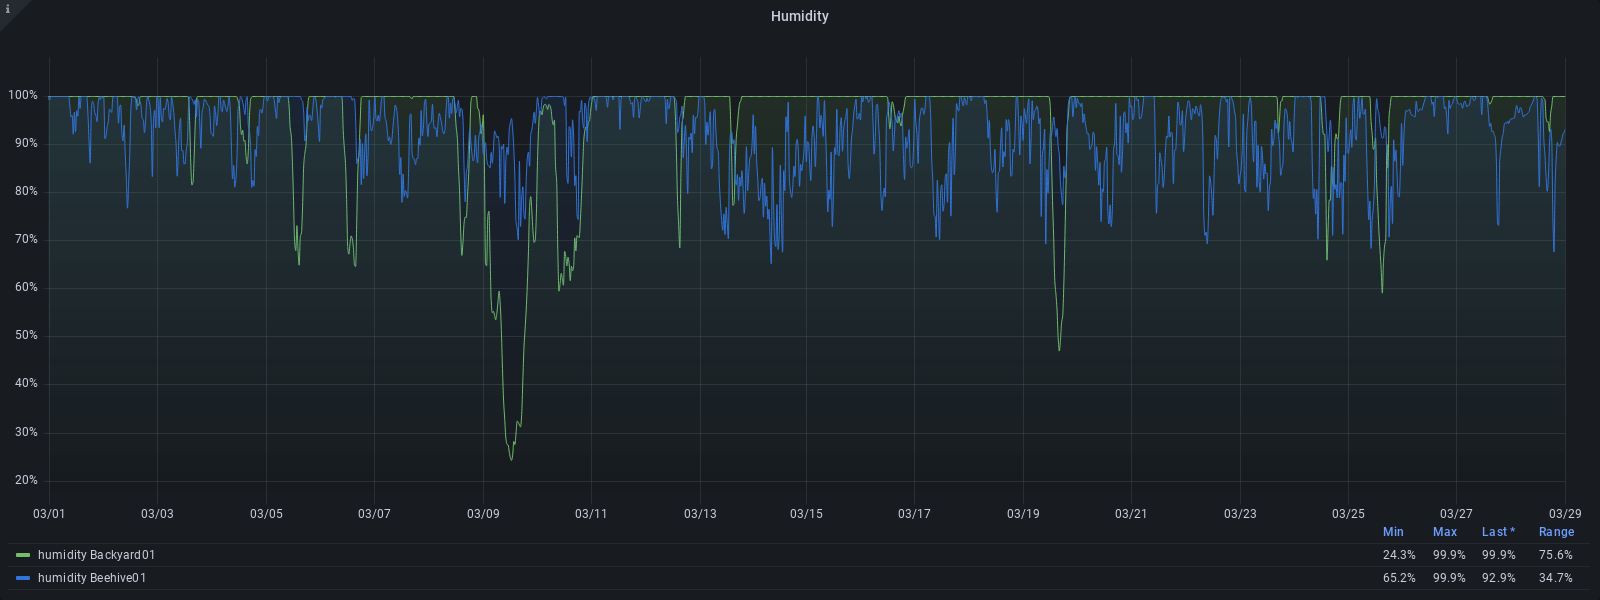 i
Humidity
100%
90%
80%
70%
60%
50%
40%
30%
20%
03/01 03/03 03/05 03/07 03/09 03/11 03/13 03/15 03/17 03/19 03/21 03/23 03/25 03/27 03/29
Min Max Last * Range
humidity Backyard01 24.3% 99.9% 99.9% 75.6%
humidity Beehive01 65.2% 99.9% 92.9% 34.7%